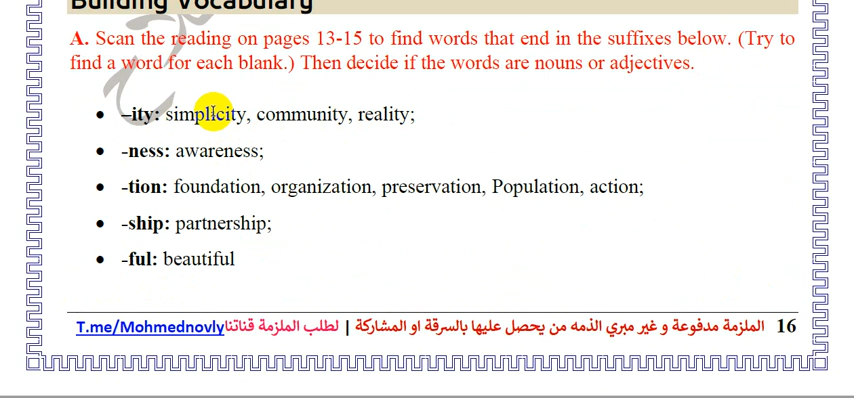 Building Vocabulary
A. Scan the reading on pages 13-15 to find words that end in the suffixes below. (Try to
find a word for each blank.) Then decide if the words are nouns or adjectives.
• –ity: simplicity, community, reality;
• -ness: awareness;
• -tion: foundation, organization, preservation, Population, action;
• -ship: partnership;
• -ful: beautiful
16 الملزمة مدفوعة و غير مبري الذمه من يحصل عليها بالسرقة او المشاركة | لطلب الملزمة قناتنا T.me/Mohmednovly